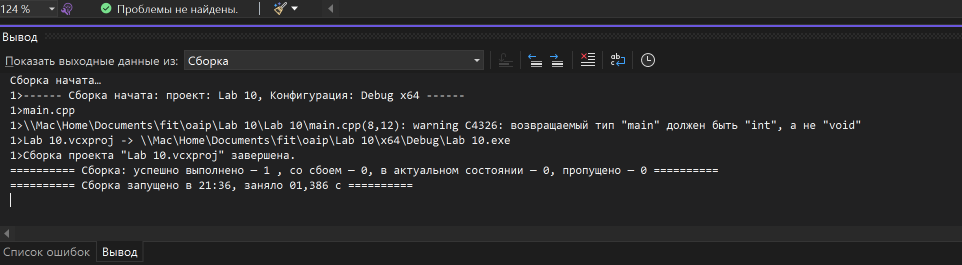 124 %
Проблемы не найдены.
Вывод
Показать выходные данные из: Сборка
Сборка начата…
1>------ Сборка начата: проект: Lab 10, Конфигурация: Debug x64 ------
1>main.cpp
1>\\Mac\Home\Documents\fit\oaip\Lab 10\Lab 10\main.cpp(8,12): warning C4326: возвращаемый тип "main" должен быть "int", а не "void"
1>Lab 10.vcxproj -> \\Mac\Home\Documents\fit\oaip\Lab 10\x64\Debug\Lab 10.exe
1>Сборка проекта "Lab 10.vcxproj" завершена.
========== Сборка: успешно выполнено — 1 , со сбоем — 0, в актуальном состоянии — 0, пропущено — 0 ==========
========== Сборка запущено в 21:36, заняло 01,386 с ==========
Список ошибок Вывод